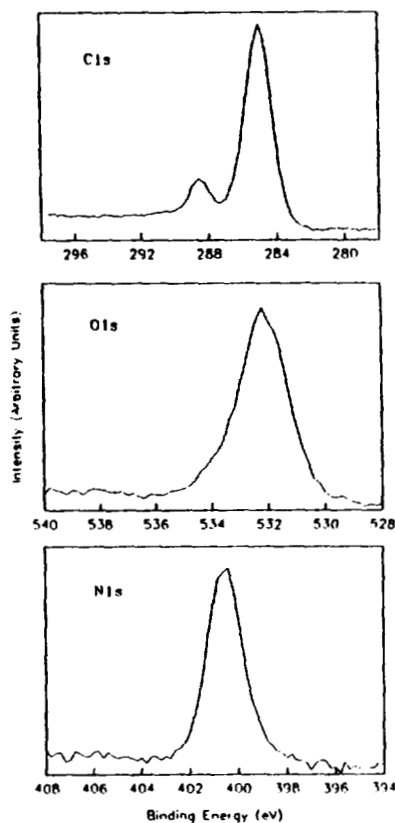 C1s
296 292 288 284 280
Intensity (Arbitrary Units)
O1s
540 538 536 534 532 530 528
N1s
408 406 404 402 400 398 396 394
Binding Energy (eV)